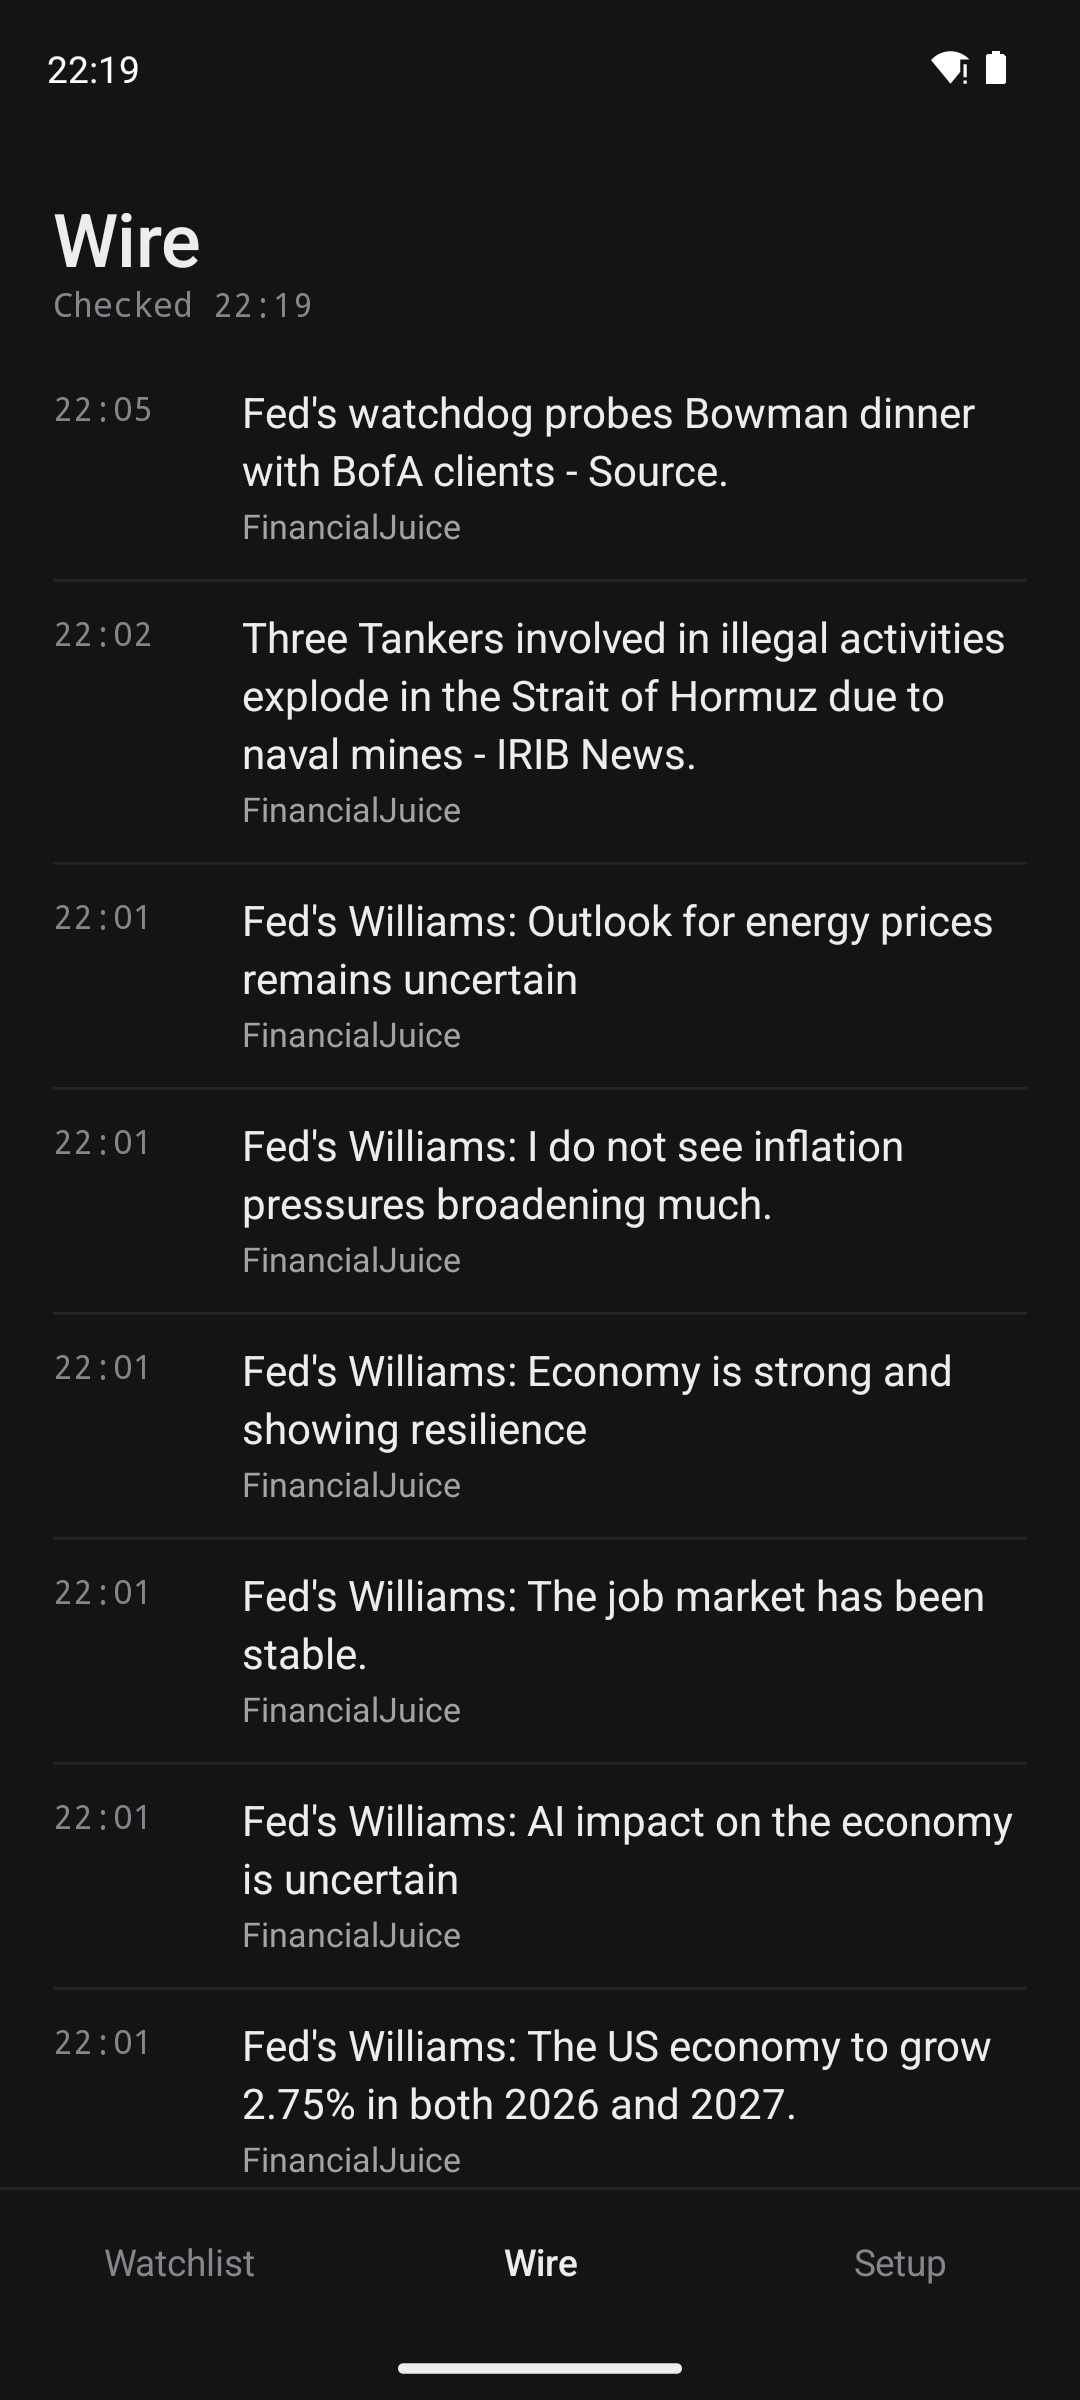 22:19
Wire
Checked 22:19
22:05
Fed's watchdog probes Bowman dinner
with BofA clients - Source.
FinancialJuice
22:02
Three Tankers involved in illegal activities
explode in the Strait of Hormuz due to
naval mines - IRIB News.
FinancialJuice
22:01
Fed's Williams: Outlook for energy prices
remains uncertain
FinancialJuice
22:01
Fed's Williams: I do not see inflation
pressures broadening much.
FinancialJuice
22:01
Fed's Williams: Economy is strong and
showing resilience
FinancialJuice
22:01
Fed's Williams: The job market has been
stable.
FinancialJuice
22:01
Fed's Williams: AI impact on the economy
is uncertain
FinancialJuice
22:01
Fed's Williams: The US economy to grow
2.75% in both 2026 and 2027.
FinancialJuice
Watchlist
Wire
Setup